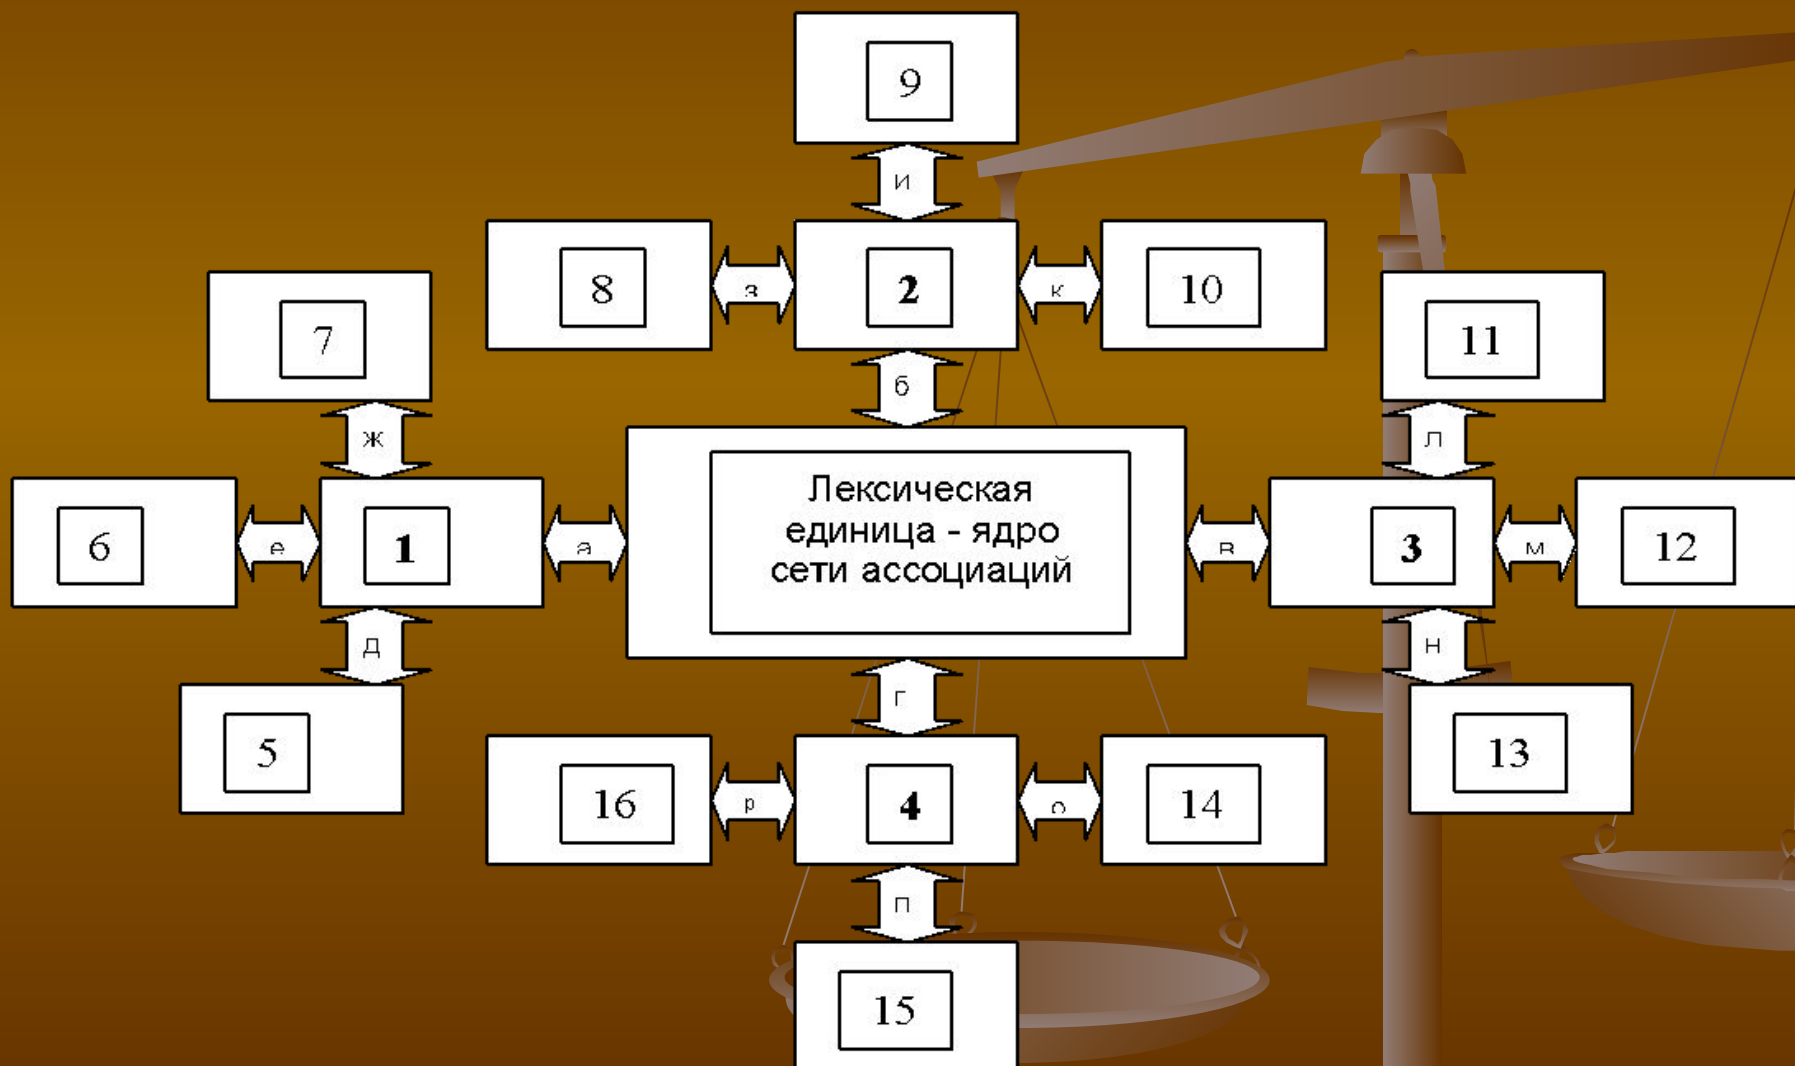 9
и
8
з
2
к
10
7
11
б
ж
л
6
е
1
а
Лексическая
единица - ядро
сети ассоциаций
в
3
м
12
д
н
г
5
13
16
р
4
о
14
п
15